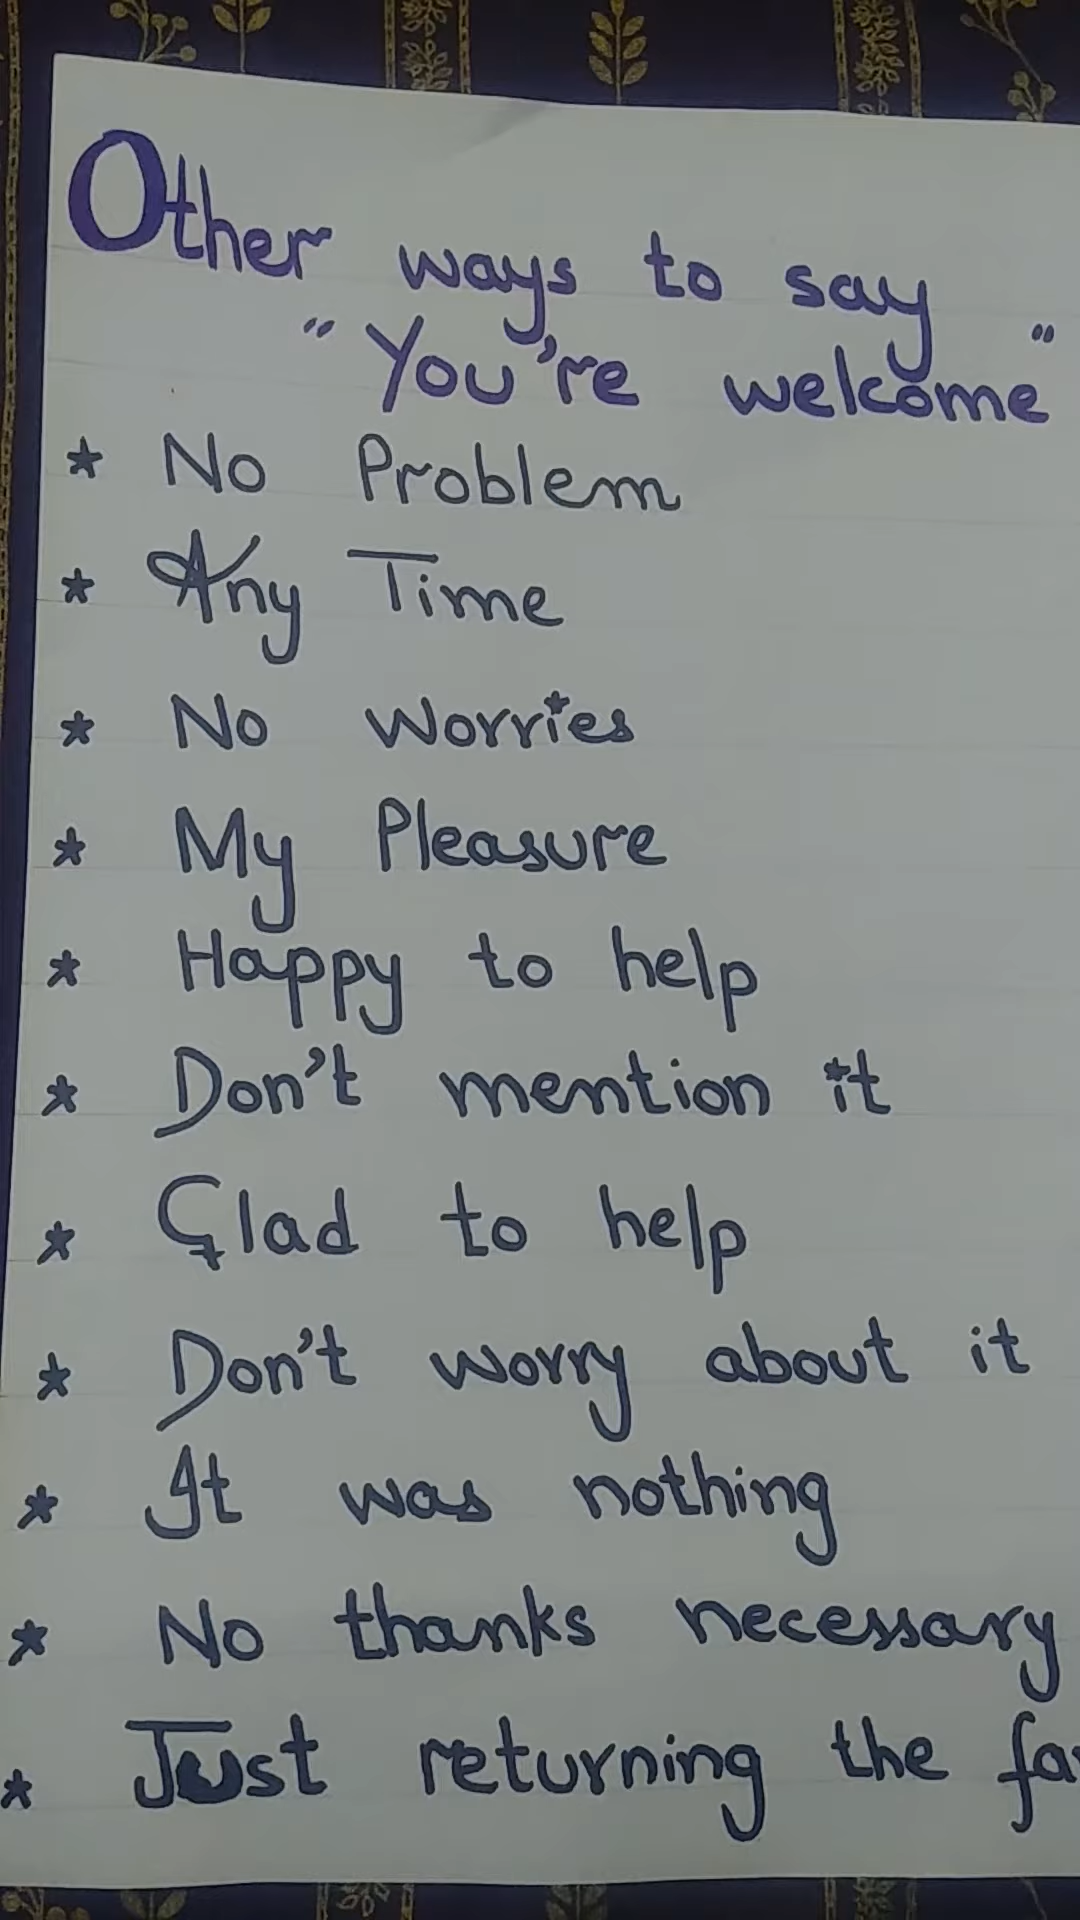 Other ways to say
"You're welcome"
* No Problem
* Any Time
* No Worries
* My Pleasure
* Happy to help
* Don't mention it
* Glad to help
* Don't worry about it
* It was nothing
* No thanks necessary
* Just returning the fa